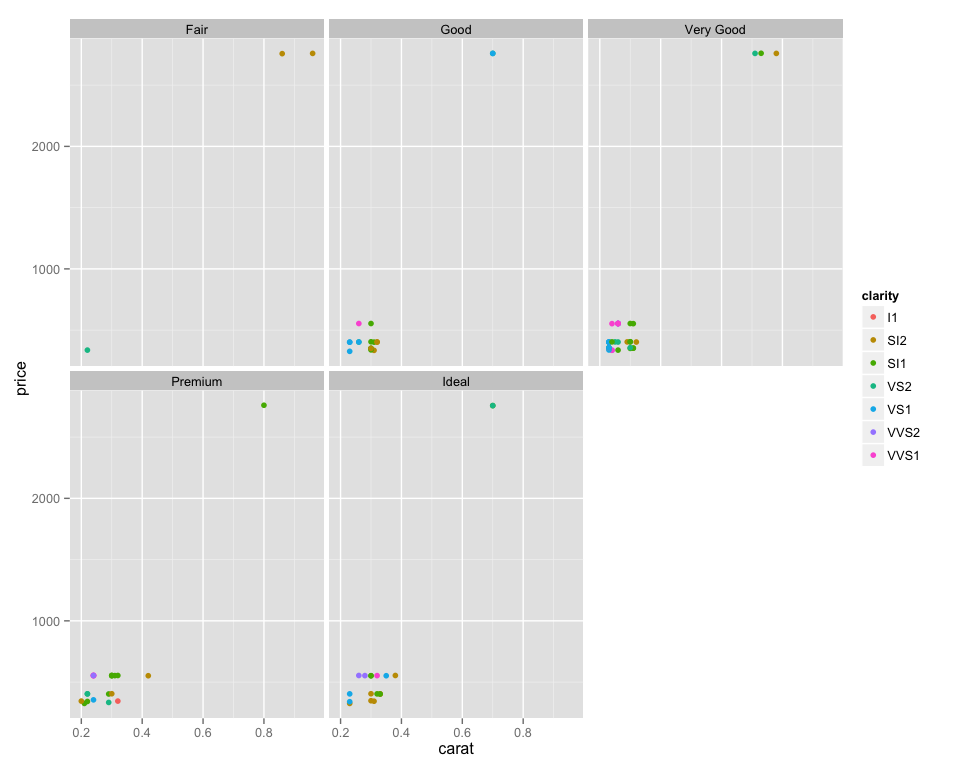 Fair
Good
Very Good
2000
1000
price
Premium
Ideal
2000
1000
0.2 0.4 0.6 0.8
0.2 0.4 0.6 0.8
carat
clarity
I1
SI2
SI1
VS2
VS1
VVS2
VVS1